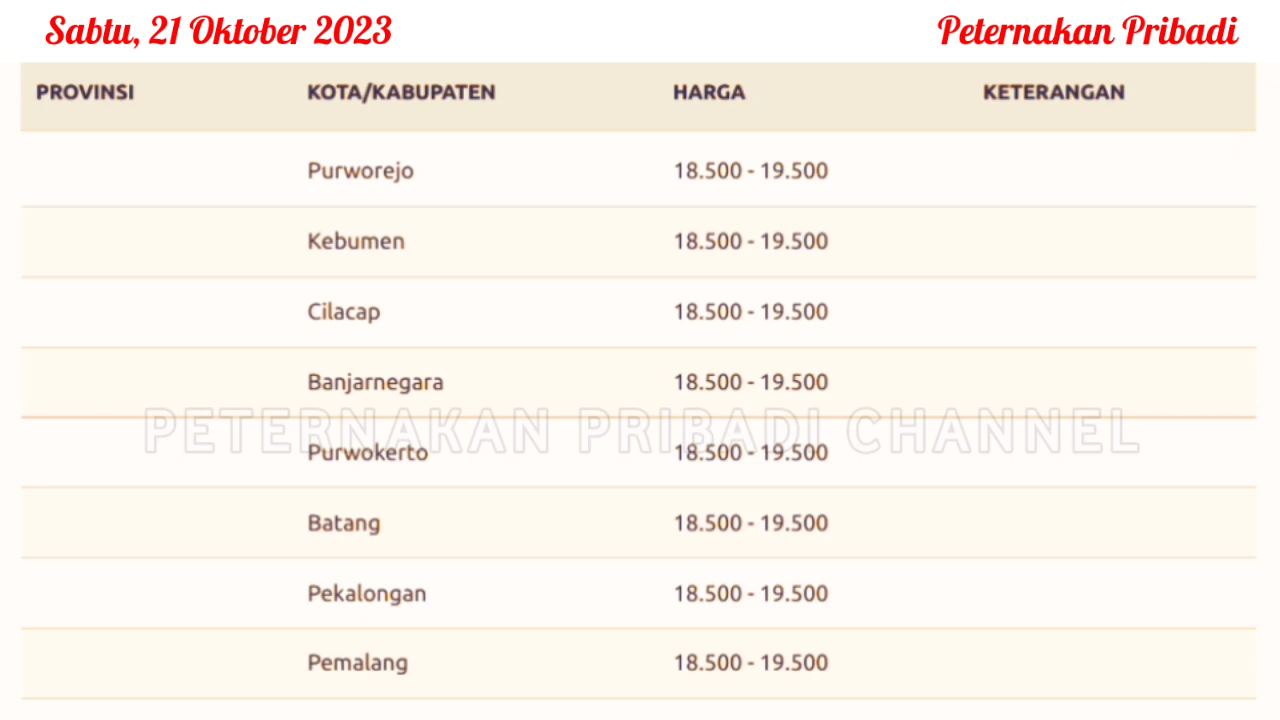 Sabtu, 21 Oktober 2023 Peternakan Pribadi
PROVINSI KOTA/KABUPATEN HARGA KETERANGAN
Purworejo 18.500 - 19.500
Kebumen 18.500 - 19.500
Cilacap 18.500 - 19.500
Banjarnegara 18.500 - 19.500
PETERNAKAN PRIBADI CHANNEL
Purwokerto 18.500 - 19.500
Batang 18.500 - 19.500
Pekalongan 18.500 - 19.500
Pemalang 18.500 - 19.500